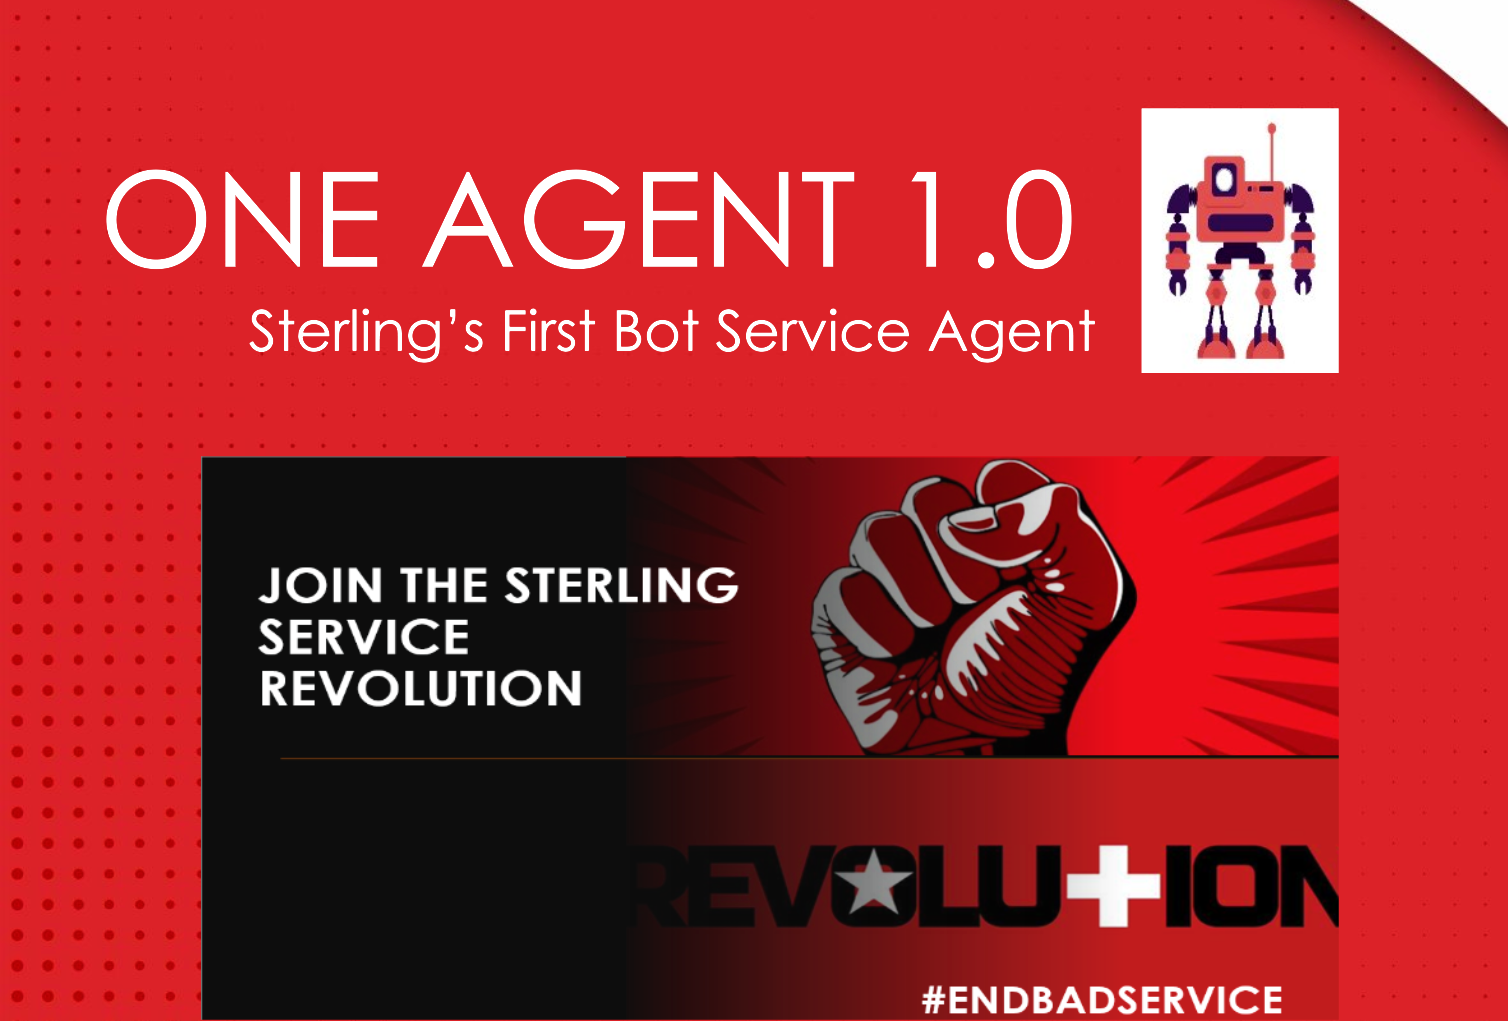 ONE AGENT 1.0
Sterling’s First Bot Service Agent
JOIN THE STERLING
SERVICE
REVOLUTION
REVOLUTION
#ENDBADSERVICE